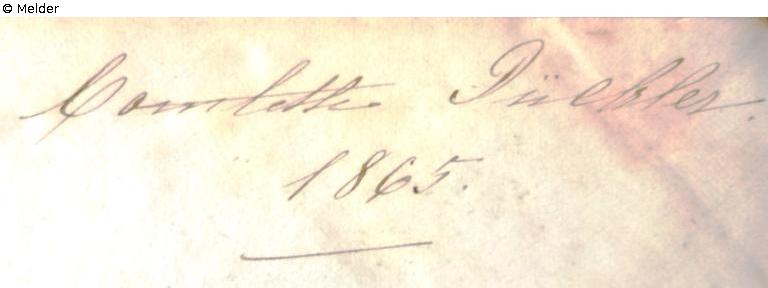 © Melder
Comtesse Pückler.
1865.